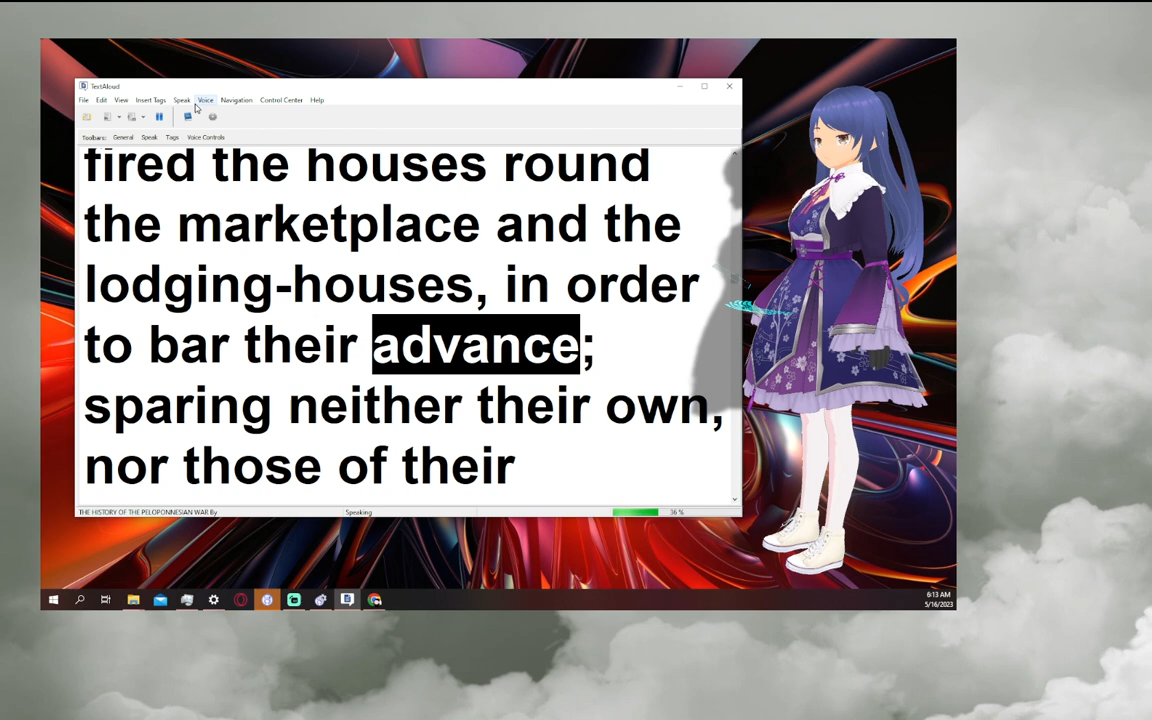 TextAloud
File Edit View Insert Tags Speak Voice Navigation Control Center Help
Toolbars: General Speak Tags Voice Controls
fired the houses round
the marketplace and the
lodging-houses, in order
to bar their advance;
sparing neither their own,
nor those of their
THE HISTORY OF THE PELOPONNESIAN WAR By Speaking 36 %
6:13 AM
5/16/2023